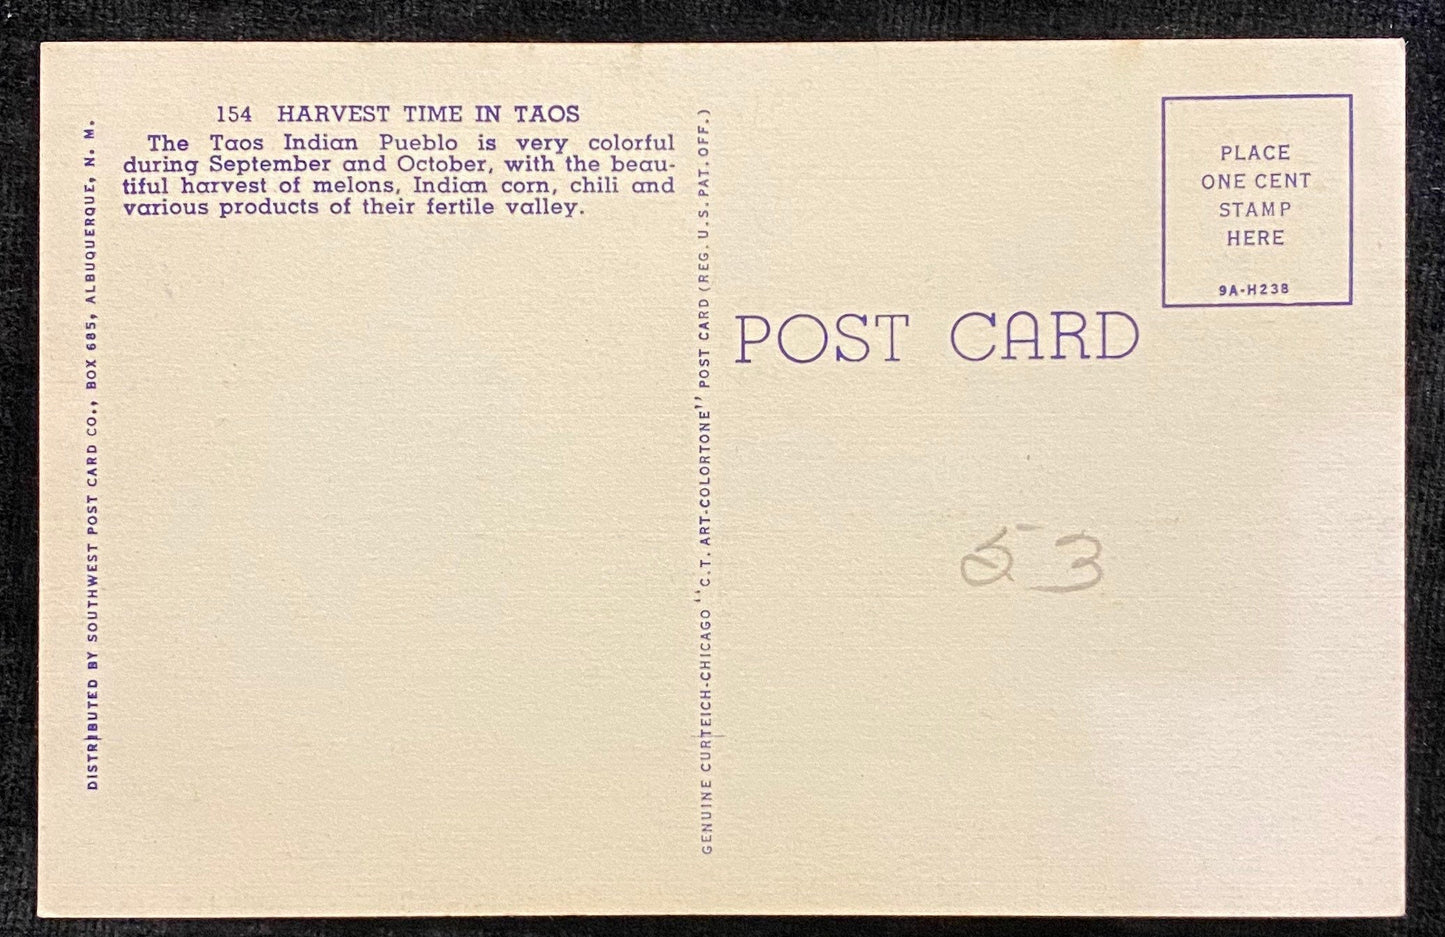 154 HARVEST TIME IN TAOS
The Taos Indian Pueblo is very colorful
during September and October, with the beau-
tiful harvest of melons, Indian corn, chili and
various products of their fertile valley.
DISTRIBUTED BY SOUTHWEST POST CARD CO., BOX 685, ALBUQUERQUE, N. M.
GENUINE CURTEICH-CHICAGO "C.T. ART-COLORTONE" POST CARD (REG. U.S. PAT. OFF.)
PLACE
ONE CENT
STAMP
HERE
9A-H238
POST CARD
53